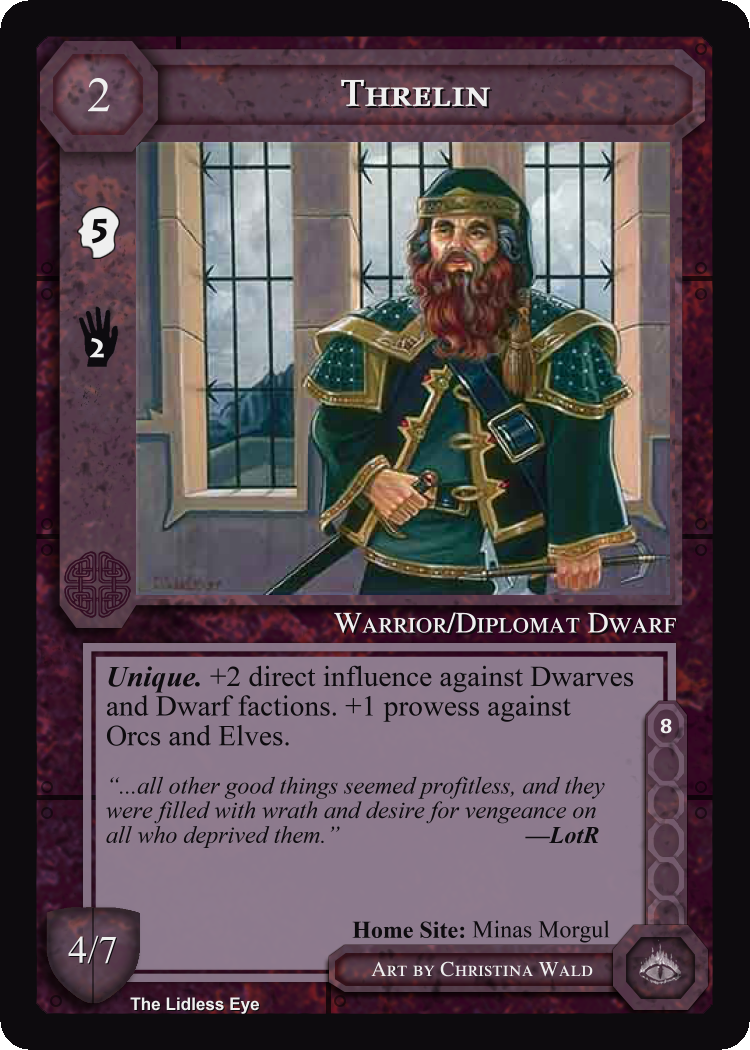 2
THRELIN
5
2
WARRIOR/DIPLOMAT DWARF
Unique. +2 direct influence against Dwarves
and Dwarf factions. +1 prowess against
Orcs and Elves.
8
“...all other good things seemed profitless, and they
were filled with wrath and desire for vengeance on
all who deprived them.” —LotR
Home Site: Minas Morgul
4/7
ART BY CHRISTINA WALD
The Lidless Eye